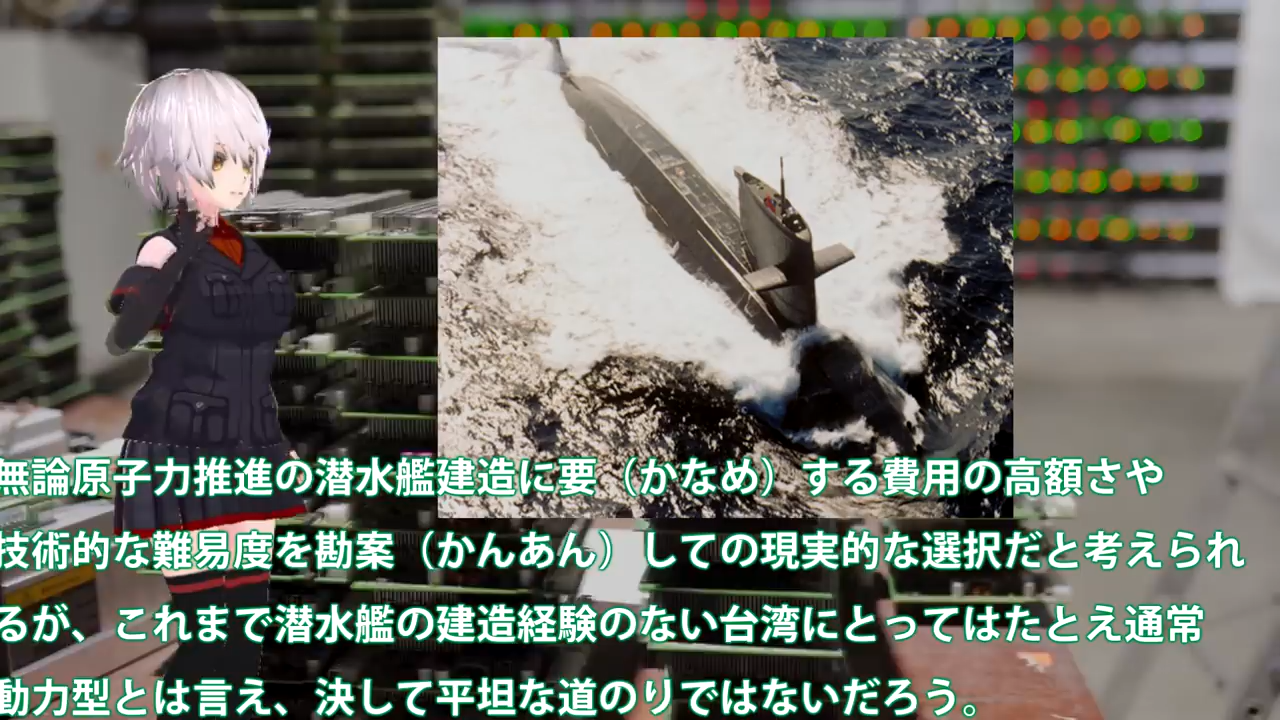 無論原子力推進の潜水艦建造に要（かなめ）する費用の高額さや
技術的な難易度を勘案（かんあん）しての現実的な選択だと考えられ
るが、これまで潜水艦の建造経験のない台湾にとってはたとえ通常
動力型とは言え、決して平坦な道のりではないだろう。